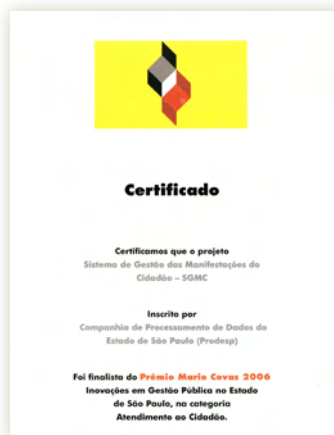 Certificado
Certificamos que o projeto
Sistema de Gestão das Manifestações do
Cidadão – SGMC
Inscrito por
Companhia de Processamento de Dados do
Estado de São Paulo (Prodesp)
Foi finalista do Prêmio Mario Covas 2006
Inovações em Gestão Pública no Estado
de São Paulo, na categoria
Atendimento ao Cidadão.